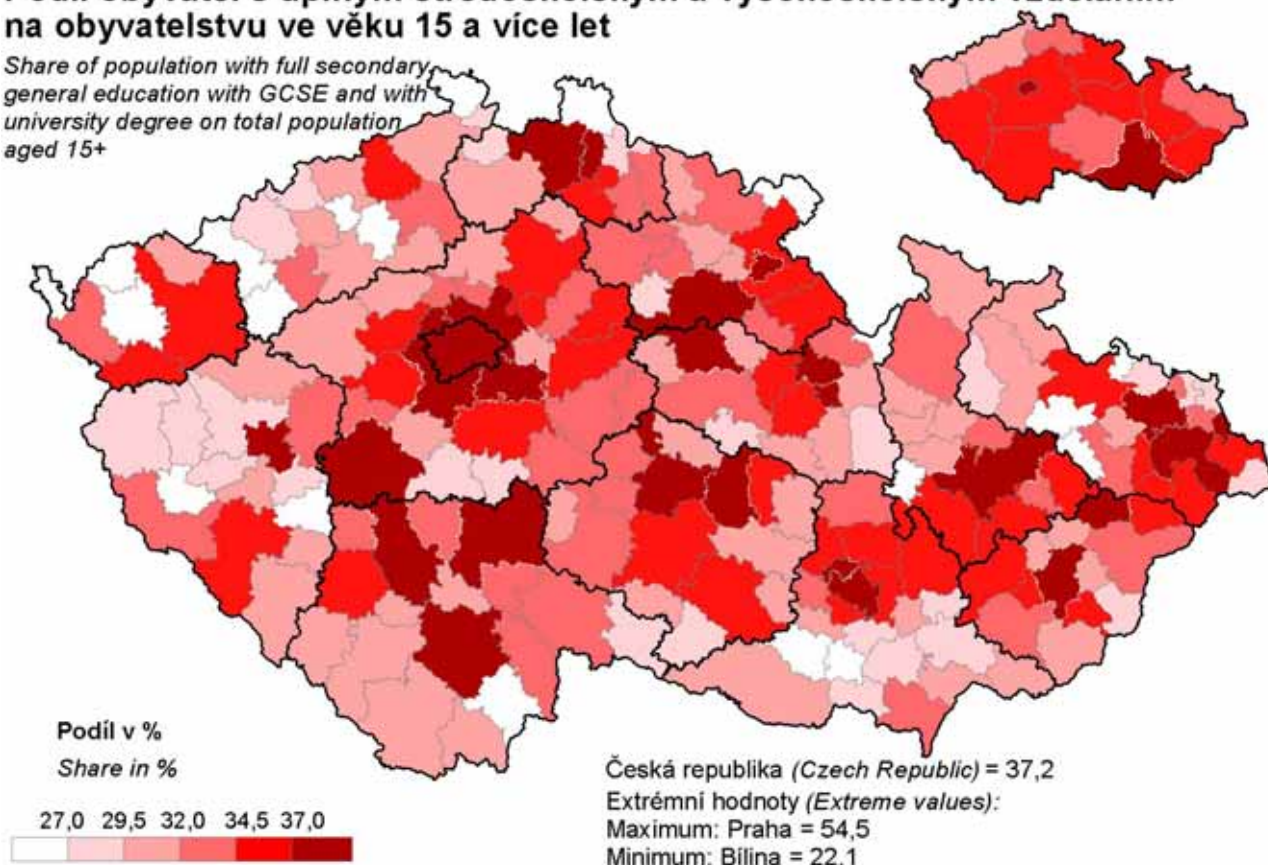 na obyvatelstvu ve věku 15 a více let
Share of population with full secondary
general education with GCSE and with
university degree on total population
aged 15+
Podíl v %
Share in %
27,0 29,5 32,0 34,5 37,0
Česká republika (Czech Republic) = 37,2
Extrémní hodnoty (Extreme values):
Maximum: Praha = 54,5
Minimum: Bílina = 22,1